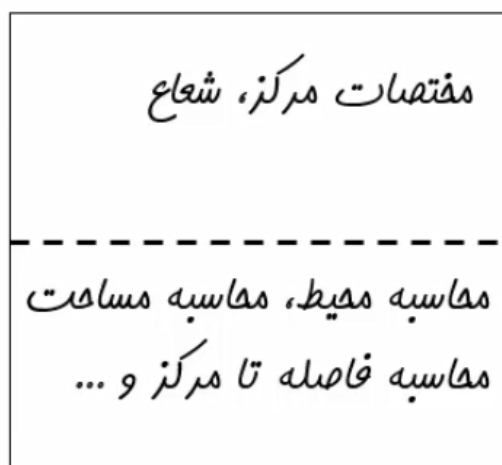 مختصات مرکز، شعاع
محاسبه محیط، محاسبه مساحت
محاسبه فاصله تا مرکز و ...